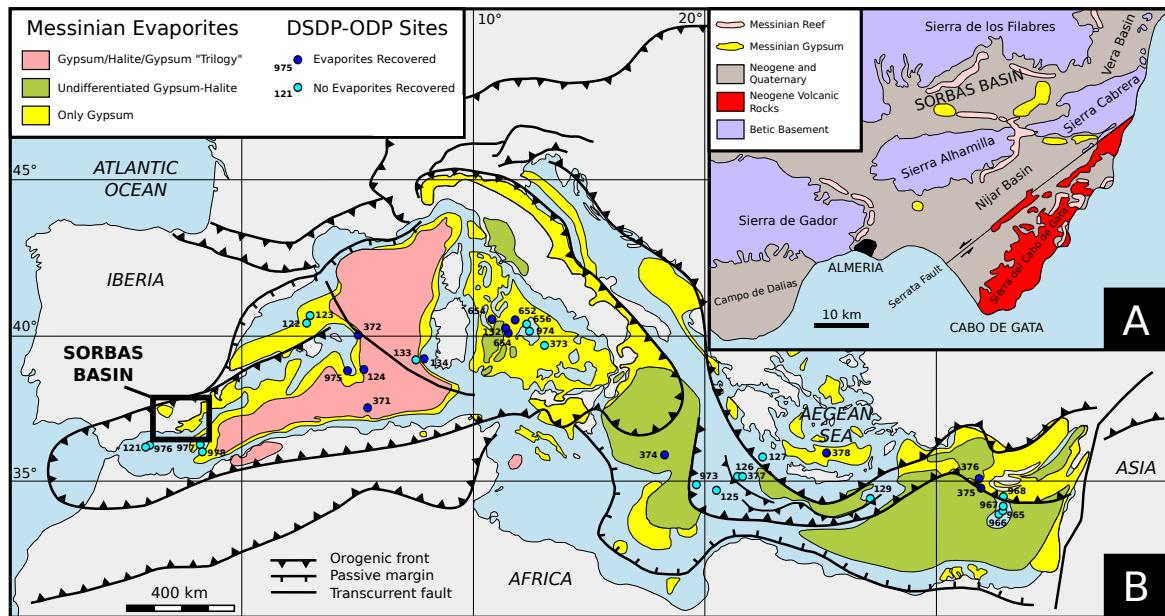 Messinian Evaporites
Gypsum/Halite/Gypsum "Trilogy"
Undifferentiated Gypsum-Halite
Only Gypsum
DSDP-ODP Sites
975 Evaporites Recovered
121 No Evaporites Recovered
10°
20°
45°
40°
35°
ATLANTIC
OCEAN
IBERIA
SORBAS
BASIN
AEGEAN
SEA
ASIA
AFRICA
122
123
372
133
134
975
124
371
121
976
977
978
654
132
654
652
656
974
373
374
973
126
377
125
127
378
129
376
375
968
967
965
966
Orogenic front
Passive margin
Transcurrent fault
400 km
B
Messinian Reef
Messinian Gypsum
Neogene and
Quaternary
Neogene Volcanic
Rocks
Betic Basement
Sierra de los Filabres
Vera Basin
SORBAS BASIN
Sierra Cabrera
Sierra Alhamilla
Nijar Basin
Sierra de Gador
ALMERIA
Campo de Dalias
Serrata Fault
Sierra del Cabo de Gata
CABO DE GATA
10 km
A